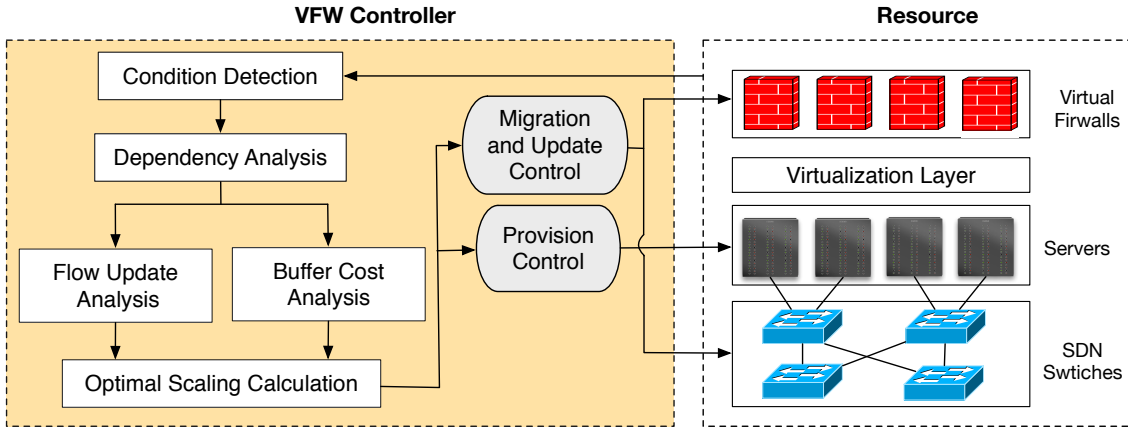 VFW Controller
Condition Detection
Dependency Analysis
Flow Update
Analysis
Buffer Cost
Analysis
Optimal Scaling Calculation
Migration
and Update
Control
Provision
Control
Resource
Virtual
Firwalls
Virtualization Layer
Servers
SDN
Swtiches